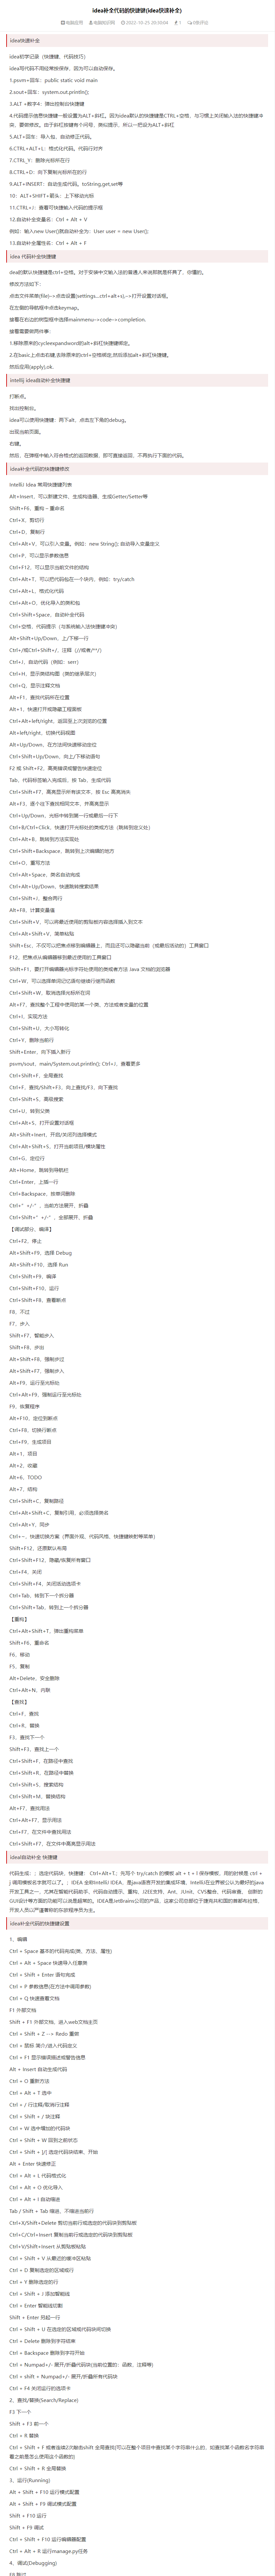 idea补全代码的快捷键(idea快读补全)
电脑应用 电脑知识网 2022-10-25 28:10:04 1 0条评论
idea快捷补全
idea初学记录（快捷键，代码技巧）
idea写代码不用经常按保存，因为可以自动保存。
1.psvm+回车：public static void main
2.sout+回车：system.out.println();
3.ALT +数字4：弹出控制台快捷键
4.代码提示信息快捷键一般设置为ALT+斜杠。因为idea默认的快捷键是CTRL+空格，与习惯上关闭输入法的快捷键冲突，要做修改。由于斜杠按键有个问号，类似提示，所以一把设为ALT+斜杠
5.ALT+回车：导入包，自动修正代码。
6.CTRL+ALT+L：格式化代码。代码行对齐
7.CTRL_Y：删除光标所在行
8.CTRL+D：向下复制光标所在的行
9.ALT+INSERT：自动生成代码。toString,get,set等
10：ALT+SHIFT+箭头：上下移动光标
11.CTRL+/：查看可快捷输入代码的提示框
12.自动补全变量名：Ctrl + Alt + V
例如：输入new User()就自动补全为：User user = new User();
13.自动补全属性名：Ctrl + Alt + F
idea 代码补全快捷键
dea的默认快捷键是ctrl+空格。对于安装中文输入法的普通人来说那就是杯具了，你懂的。
修改方法如下：
点击文件菜单(file)–>点击设置(settings…ctrl+alt+s),–>打开设置对话框。
在左侧的导航框中点击keymap。
接着在右边的树型框中选择mainmenu–>code–>completion.
接着需要做两件事：
1.移除原来的cycleexpandword的alt+斜杠快捷键绑定。
2.在basic上点击右键,去除原来的ctrl+空格绑定,然后添加alt+斜杠快捷键。
然后应用(apply)ok.
intellij idea自动补全快捷键
打断点。
找出控制台。
idea可以使用快捷键：两下alt，点击左下角的debug。
出现当前页面。
右键。
然后，在弹框中输入符合格式的返回数据，即可直接返回，不再执行下面的代码。
idea补全代码的快捷键修改
IntelliJ Idea 常用快捷键列表
Alt+Insert，可以新建文件，生成构造器，生成Getter/Setter等
Shift+F6，重构 – 重命名
Ctrl+X，剪切行
Ctrl+D，复制行
Ctrl+Alt+V，可以引入变量。例如：new String(); 自动导入变量定义
Ctrl+P，可以显示参数信息
Ctrl+F12，可以显示当前文件的结构
Ctrl+Alt+T，可以把代码包在一个块内，例如：try/catch
Ctrl+Alt+L，格式化代码
Ctrl+Alt+O，优化导入的类和包
Ctrl+Shift+Space，自动补全代码
Ctrl+空格，代码提示（与系统输入法快捷键冲突）
Alt+Shift+Up/Down，上/下移一行
Ctrl+/或Ctrl+Shift+/，注释（//或者/**/）
Ctrl+J，自动代码（例如：serr）
Ctrl+H，显示类结构图（类的继承层次）
Ctrl+Q，显示注释文档
Alt+F1，查找代码所在位置
Alt+1，快速打开或隐藏工程面板
Ctrl+Alt+left/right，返回至上次浏览的位置
Alt+left/right，切换代码视图
Alt+Up/Down，在方法间快速移动定位
Ctrl+Shift+Up/Down，向上/下移动语句
F2 或 Shift+F2，高亮错误或警告快速定位
Tab，代码标签输入完成后，按 Tab，生成代码
Ctrl+Shift+F7，高亮显示所有该文本，按 Esc 高亮消失
Alt+F3，逐个往下查找相同文本，并高亮显示
Ctrl+Up/Down，光标中转到第一行或最后一行下
Ctrl+B/Ctrl+Click，快速打开光标处的类或方法（跳转到定义处）
Ctrl+Alt+B，跳转到方法实现处
Ctrl+Shift+Backspace，跳转到上次编辑的地方
Ctrl+O，重写方法
Ctrl+Alt+Space，类名自动完成
Ctrl+Alt+Up/Down，快速跳转搜索结果
Ctrl+Shift+J，整合两行
Alt+F8，计算变量值
Ctrl+Shift+V，可以将最近使用的剪贴板内容选择插入到文本
Ctrl+Alt+Shift+V，简单粘贴
Shift+Esc，不仅可以把焦点移到编辑器上，而且还可以隐藏当前（或最后活动的）工具窗口
F12，把焦点从编辑器移到最近使用的工具窗口
Shift+F1，要打开编辑器光标字符处使用的类或者方法 Java 文档的浏览器
Ctrl+W，可以选择单词记忆语句继续行继而函数
Ctrl+Shift+W，取消选择光标所在词
Alt+F7，查找整个工程中使用的某一个类、方法或者变量的位置
Ctrl+I，实现方法
Ctrl+Shift+U，大小写转化
Ctrl+Y，删除当前行
Shift+Enter，向下插入新行
psvm/sout，main/System.out.println(); Ctrl+J，查看更多
Ctrl+Shift+F，全局查找
Ctrl+F，查找/Shift+F3，向上查找/F3，向下查找
Ctrl+Shift+S，高级搜索
Ctrl+U，转到父类
Ctrl+Alt+S，打开设置对话框
Alt+Shift+Inert，开启/关闭列选择模式
Ctrl+Alt+Shift+S，打开当前项目/模块属性
Ctrl+G，定位行
Alt+Home，跳转到导航栏
Ctrl+Enter，上插一行
Ctrl+Backspace，按单词删除
Ctrl+" +/-"，当前方法展开、折叠
Ctrl+Shift+" +/-"，全部展开、折叠
【调试部分、编译】
Ctrl+F2，停止
Alt+Shift+F9，选择 Debug
Alt+Shift+F10，选择 Run
Ctrl+Shift+F9，编译
Ctrl+Shift+F10，运行
Ctrl+Shift+F8，查看断点
F8，不过
F7，步入
Shift+F7，智能步入
Shift+F8，步出
Alt+Shift+F8，强制步过
Alt+Shift+F7，强制步入
Alt+F9，运行至光标处
Ctrl+Alt+F9，强制运行至光标处
F9，恢复程序
Alt+F10，定位到断点
Ctrl+F8，切换行断点
Ctrl+F9，生成项目
Alt+1，项目
Alt+2，收藏
Alt+6，TODO
Alt+7，结构
Ctrl+Shift+C，复制路径
Ctrl+Alt+Shift+C，复制引用，必须选择类名
Ctrl+Alt+Y，同步
Ctrl+~，快速切换方案（界面外观、代码风格、快捷键映射等菜单）
Shift+F12，还原默认布局
Ctrl+Shift+F12，隐藏/恢复所有窗口
Ctrl+F4，关闭
Ctrl+Shift+F4，关闭活动选项卡
Ctrl+Tab，转到下一个拆分器
Ctrl+Shift+Tab，转到上一个拆分器
【重构】
Ctrl+Alt+Shift+T，弹出重构菜单
Shift+F6，重命名
F6，移动
F5，复制
Alt+Delete，安全删除
Ctrl+Alt+N，内联
【查找】
Ctrl+F，查找
Ctrl+R，替换
F3，查找下一个
Shift+F3，查找上一个
Ctrl+Shift+F，在路径中查找
Ctrl+Shift+R，在路径中替换
Ctrl+Shift+S，搜索结构
Ctrl+Shift+M，替换结构
Alt+F7，查找用法
Ctrl+Alt+F7，显示用法
Ctrl+F7，在文件中查找用法
Ctrl+Shift+F7，在文件中高亮显示用法
ideal自动补全 快捷键
代码生成：：选定代码块，快捷键： Ctrl+Alt+T；先写个 try/catch 的模板 alt + t + l 保存模板，用的时候是 ctrl + j 调用模板名字就可以了。：IDEA 全称IntelliJ IDEA，是java语言开发的集成环境，IntelliJ在业界被公认为最好的java开发工具之一，尤其在智能代码助手、代码自动提示、重构、J2EE支持、Ant、JUnit、CVS整合、代码审查、创新的GUI设计等方面的功能可以说是超常的。IDEA是JetBrains公司的产品，这家公司总部位于捷克共和国的首都布拉格，开发人员以严谨著称的东欧程序员为主。
idea补全代码的快捷键设置
1、编辑
Ctrl + Space 基本的代码完成(类、方法、属性)
Ctrl + Alt + Space 快速导入任意类
Ctrl + Shift + Enter 语句完成
Ctrl + P 参数信息(在方法中调用参数)
Ctrl + Q 快速查看文档
F1 外部文档
Shift + F1 外部文档，进入web文档主页
Ctrl + Shift + Z --> Redo 重做
Ctrl + 鼠标 简介/进入代码定义
Ctrl + F1 显示错误描述或警告信息
Alt + Insert 自动生成代码
Ctrl + O 重新方法
Ctrl + Alt + T 选中
Ctrl + / 行注释/取消行注释
Ctrl + Shift + / 块注释
Ctrl + W 选中增加的代码块
Ctrl + Shift + W 回到之前状态
Ctrl + Shift + [/] 选定代码块结束、开始
Alt + Enter 快速修正
Ctrl + Alt + L 代码格式化
Ctrl + Alt + O 优化导入
Ctrl + Alt + I 自动缩进
Tab / Shift + Tab 缩进、不缩进当前行
Ctrl+X/Shift+Delete 剪切当前行或选定的代码块到剪贴板
Ctrl+C/Ctrl+Insert 复制当前行或选定的代码块到剪贴板
Ctrl+V/Shift+Insert 从剪贴板粘贴
Ctrl + Shift + V 从最近的缓冲区粘贴
Ctrl + D 复制选定的区域或行
Ctrl + Y 删除选定的行
Ctrl + Shift + J 添加智能线
Ctrl + Enter 智能线切割
Shift + Enter 另起一行
Ctrl + Shift + U 在选定的区域或代码块间切换
Ctrl + Delete 删除到字符结束
Ctrl + Backspace 删除到字符开始
Ctrl + Numpad+/- 展开/折叠代码块(当前位置的：函数，注释等)
Ctrl + shift + Numpad+/- 展开/折叠所有代码块
Ctrl + F4 关闭运行的选项卡
2、查找/替换(Search/Replace)
F3 下一个
Shift + F3 前一个
Ctrl + R 替换
Ctrl + Shift + F 或者连续2次敲击shift 全局查找{可以在整个项目中查找某个字符串什么的，如查找某个函数名字符串看之前是怎么使用这个函数的}
Ctrl + Shift + R 全局替换
3、运行(Running)
Alt + Shift + F10 运行模式配置
Alt + Shift + F9 调试模式配置
Shift + F10 运行
Shift + F9 调试
Ctrl + Shift + F10 运行编辑器配置
Ctrl + Alt + R 运行manage.py任务
4、调试(Debugging)
F8 跳过